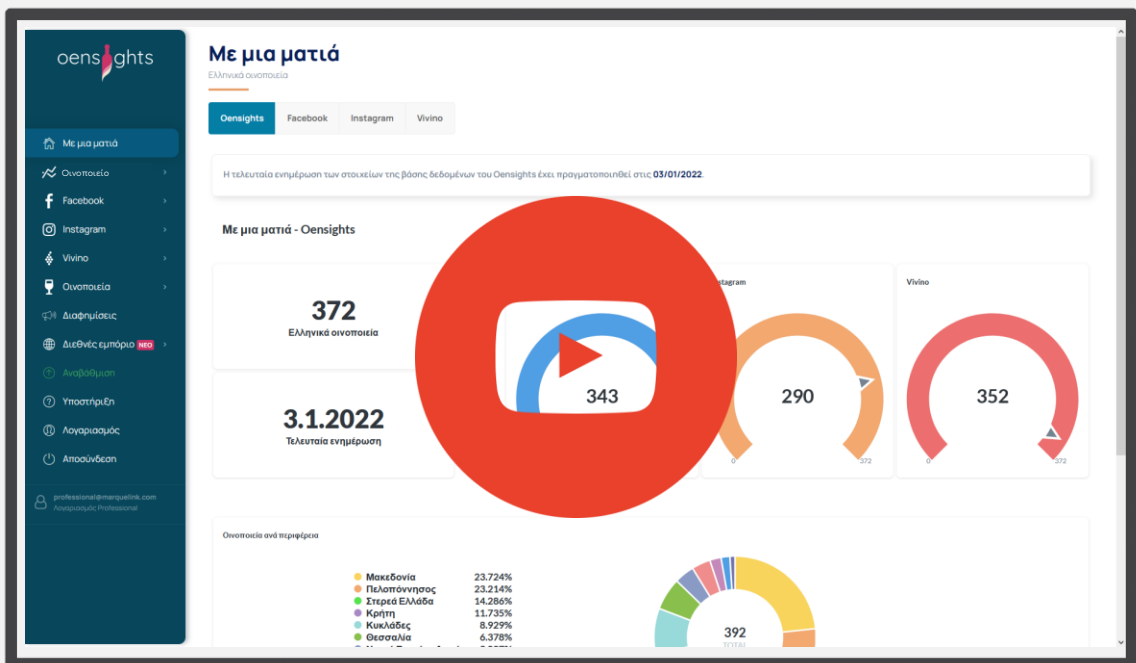 oensights
Με μια ματιά
Οινοποιείο
Facebook
Instagram
Vivino
Οινοποιεία
Διαφημίσεις
Διεθνές εμπόριο ΝΕΟ
Αναβάθμιση
Υποστήριξη
Λογαριασμός
Αποσύνδεση
professional@marquelink.com
Λογαριασμός Professional
Με μια ματιά
Ελληνικά οινοποιεία
Oensights Facebook Instagram Vivino
Η τελευταία ενημέρωση των στοιχείων της βάσης δεδομένων του Oensights έχει πραγματοποιηθεί στις 03/01/2022.
Με μια ματιά - Oensights
372
Ελληνικά οινοποιεία
3.1.2022
Τελευταία ενημέρωση
343
stagram
290
0 372
Vivino
352
0 372
Οινοποιεία ανά περιφέρεια
Μακεδονία 23.724%
Πελοπόννησος 23.214%
Στερεά Ελλάδα 14.286%
Κρήτη 11.735%
Κυκλάδες 8.929%
Θεσσαλία 6.378%
392
TOTAL